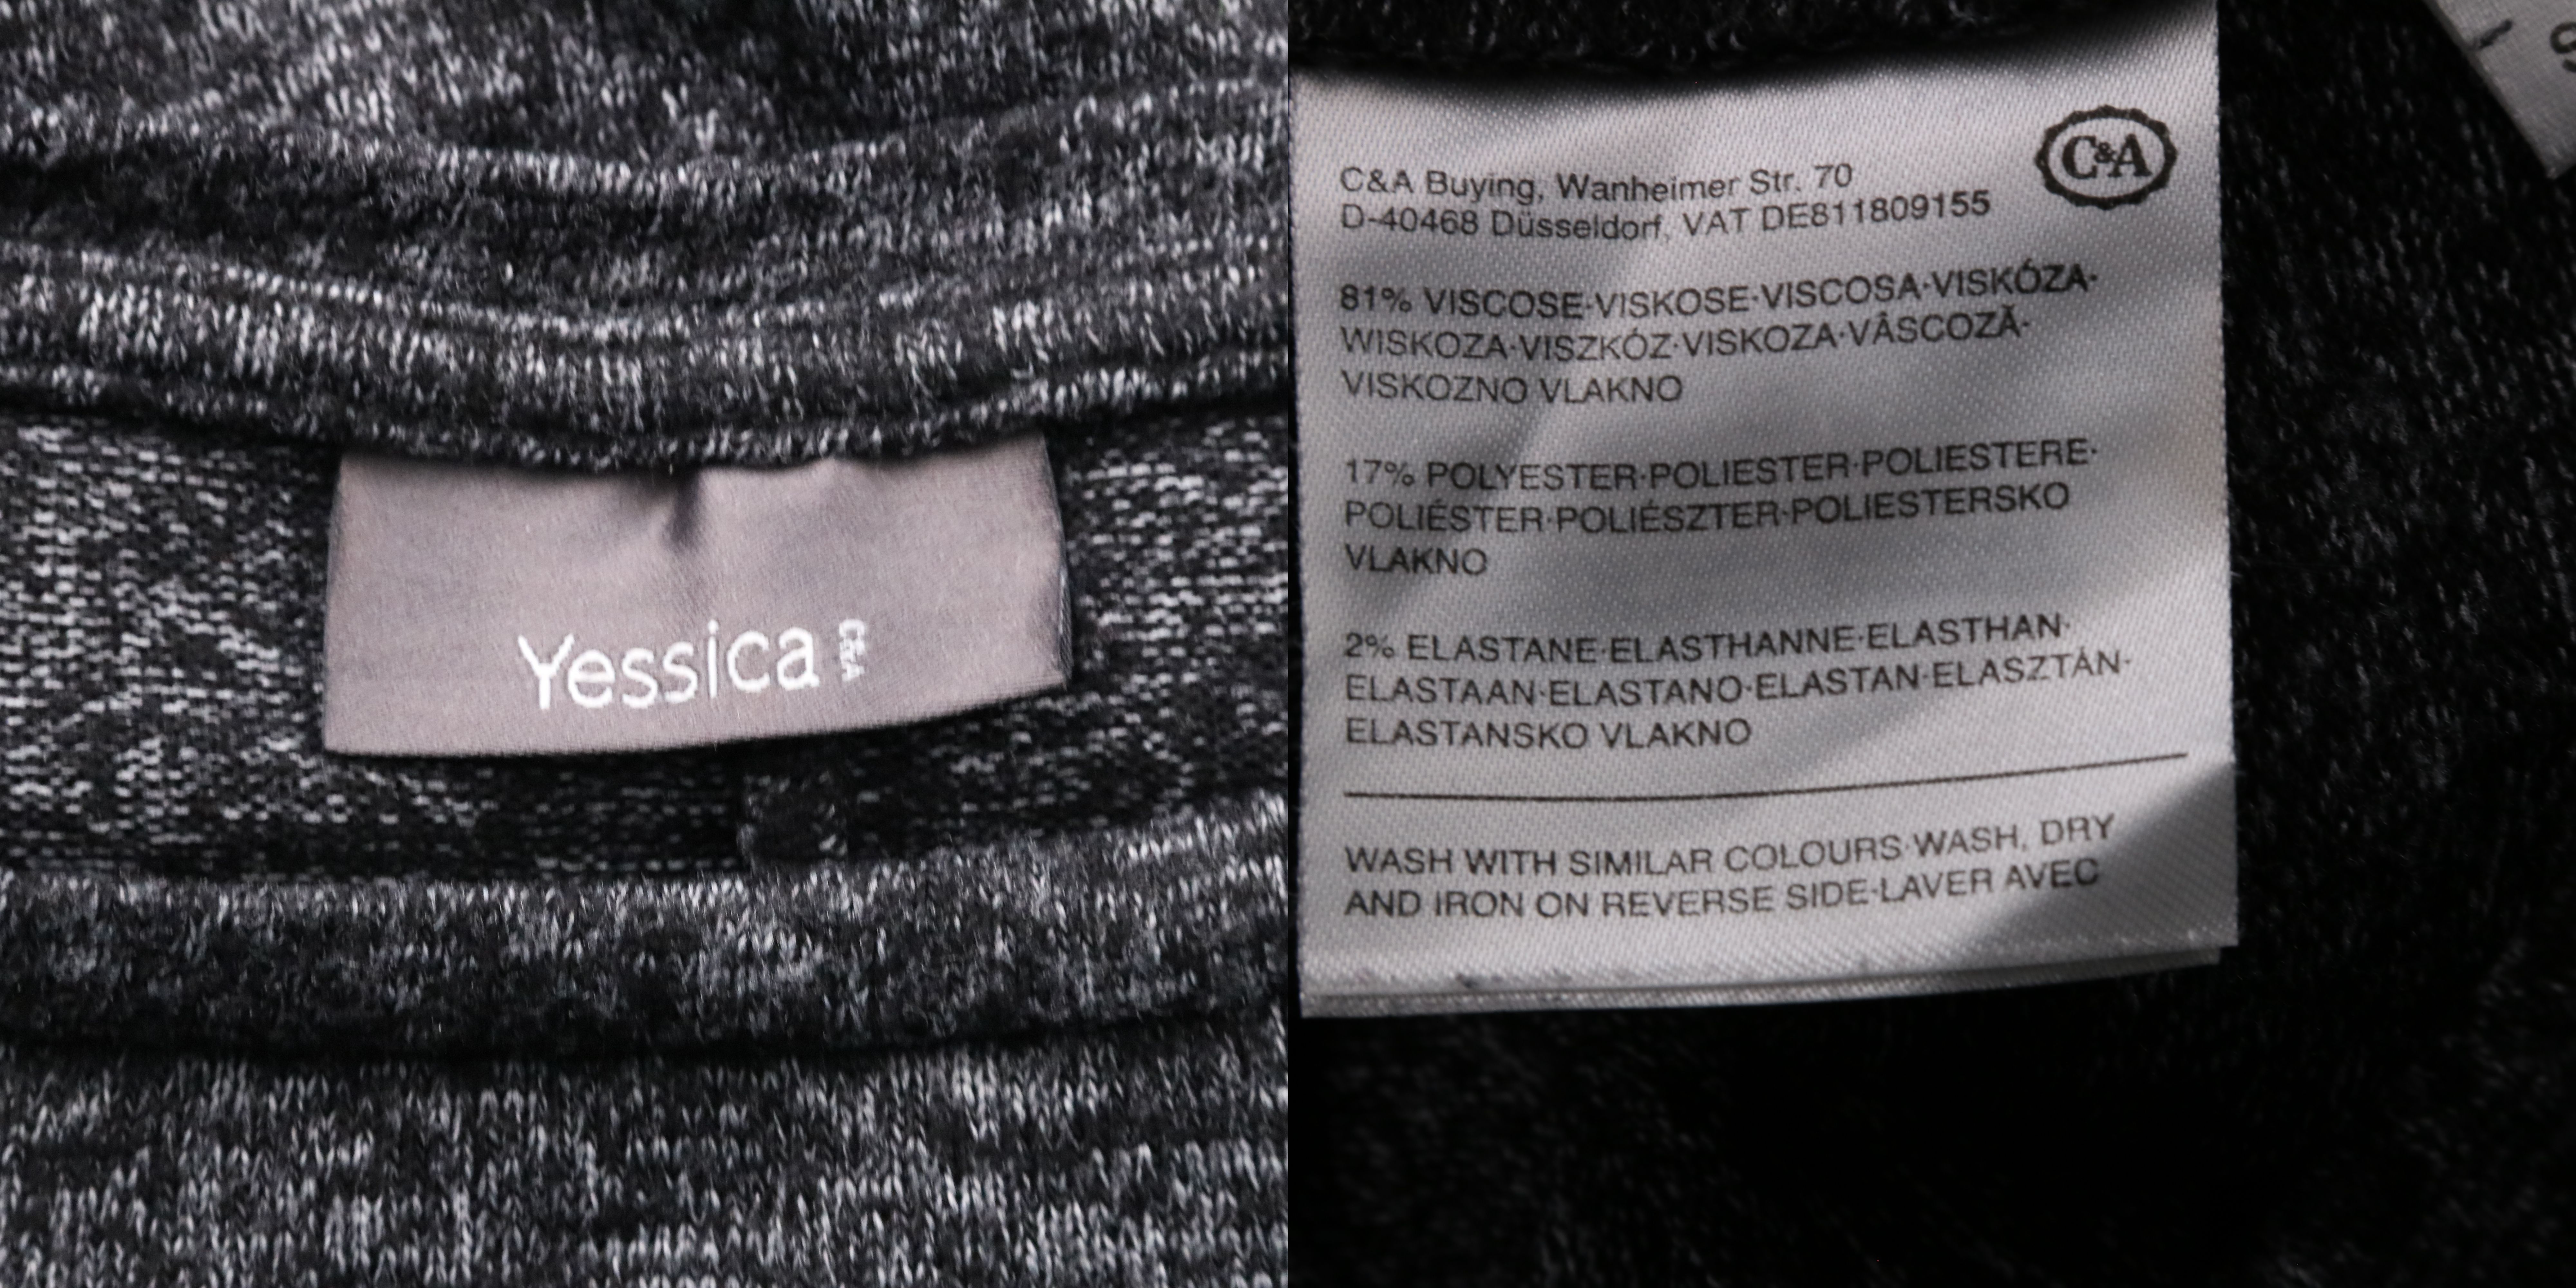 Yessica C&A
C&A
C&A Buying, Wanheimer Str. 70
D-40468 Düsseldorf, VAT DE811809155
81% VISCOSE·VISKOSE·VISCOSA·VISKÓZA·
WISKOZA·VISZKÓZ·VISKOZA·VÂSCOZĂ·
VISKOZNO VLAKNO
17% POLYESTER·POLIESTER·POLIESTERE·
POLIÉSTER·POLIÉSZTER·POLIESTERSKO
VLAKNO
2% ELASTANE·ELASTHANNE·ELASTHAN·
ELASTAAN·ELASTANO·ELASTAN·ELASZTÁN·
ELASTANSKO VLAKNO
WASH WITH SIMILAR COLOURS·WASH, DRY
AND IRON ON REVERSE SIDE·LAVER AVEC